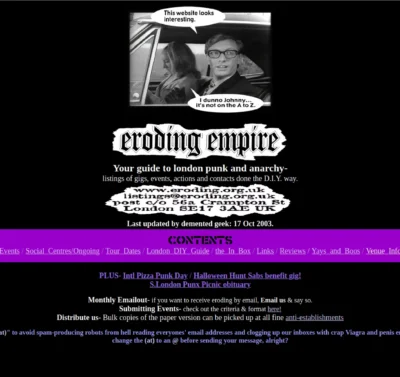 This website looks
interesting.
I dunno Johnny...
it's not on the A to Z.
eroding empire
Your guide to london punk and anarchy-
listings of gigs, events, actions and contacts done the D.I.Y. way.
www.eroding.org.uk
listings@eroding.org.uk
post c/o 56a Crampton St
London SE17 3AE UK
Last updated by demented geek: 17 Oct 2003.
CONTENTS
Events / Social Centres/Ongoing / Tour Dates / London DIY Guide / the In Box / Links / Reviews / Yays and Boos / Venue Info
PLUS- Intl Pizza Punk Day / Halloween Hunt Sabs benefit gig!
5.London Punx Picnic obituary
Monthly Emailout- if you want to receive eroding by email, Email us & say so.
Submitting Events- check out the criteria & format here!
Distribute us- Bulk copies of the paper version can be picked up at all fine anti-establishments
at)" to avoid spam-producing robots from hell reading everyones' email addresses and clogging up our inboxes with crap Viagra and penis
change the (at) to an @ before sending your message, alright?